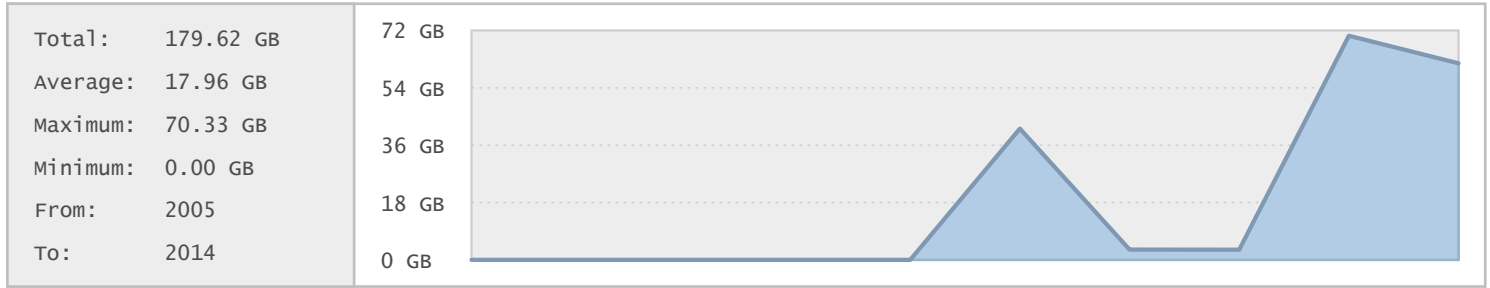 Total: 179.62 GB
Average: 17.96 GB
Maximum: 70.33 GB
Minimum: 0.00 GB
From: 2005
To: 2014
72 GB
54 GB
36 GB
18 GB
0 GB